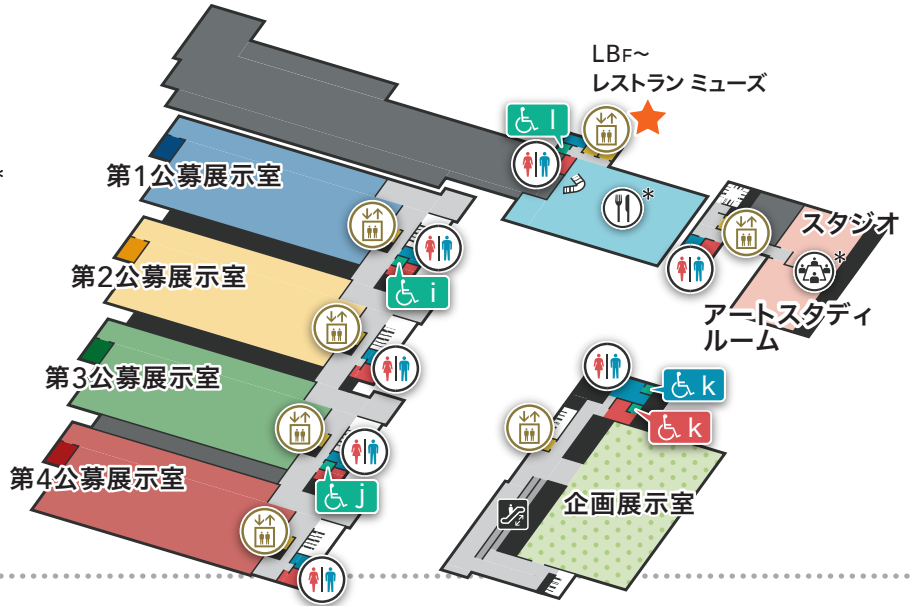 LBF~
レストラン ミューズ
l
*
第1公募展示室
*
スタジオ
第2公募展示室
i
*
アートスタディ
ルーム
第3公募展示室
k
k
第4公募展示室
j
企画展示室